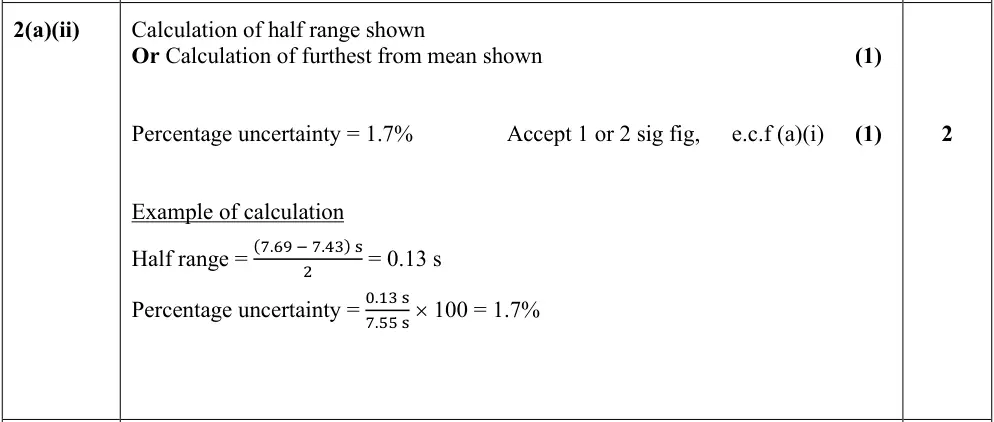 2(a)(ii) Calculation of half range shown
Or Calculation of furthest from mean shown (1)
Percentage uncertainty = 1.7% Accept 1 or 2 sig fig, e.c.f (a)(i) (1) 2
Example of calculation
Half range = (7.69 − 7.43) s / 2 = 0.13 s
Percentage uncertainty = 0.13 s / 7.55 s × 100 = 1.7%